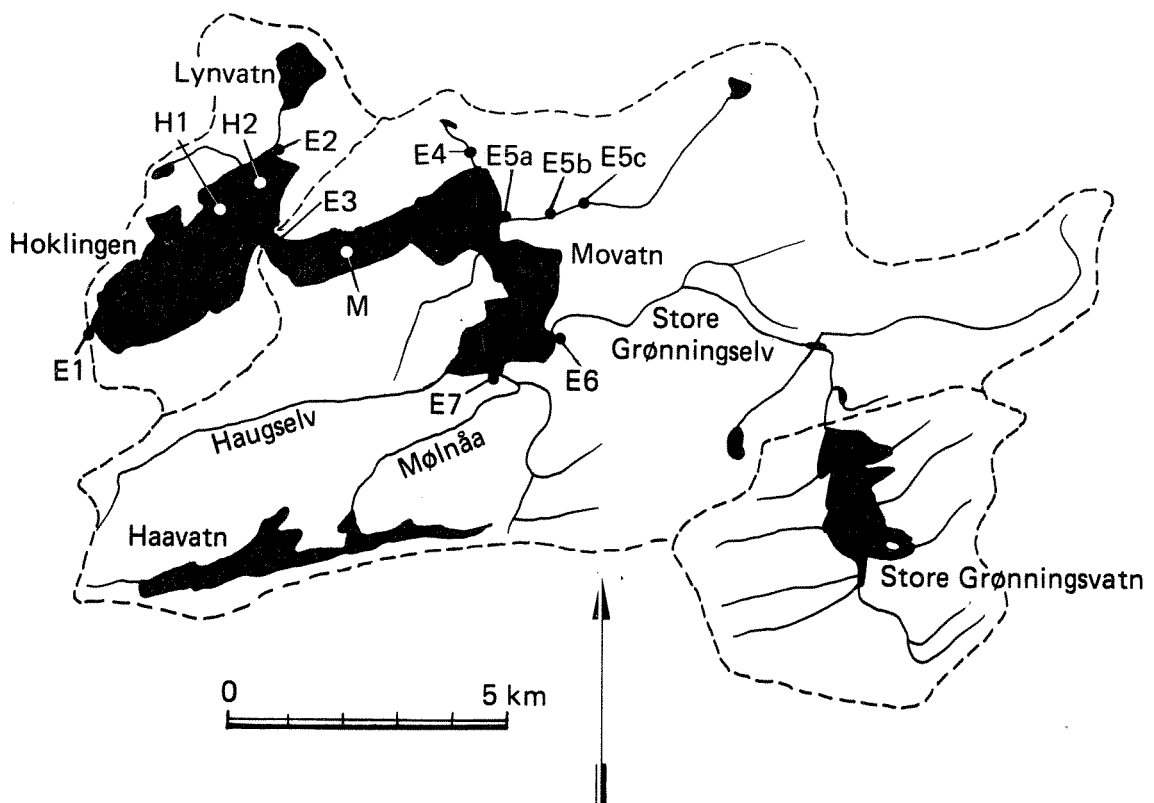 Lynvatn
H1
H2
E2
E4
E5a
E5b
E5c
E3
Hoklingen
Movatn
M
Store
Grønningselv
E1
E6
E7
Haugselv
Mølnåa
Haavatn
Store Grønningsvatn
0
5 km